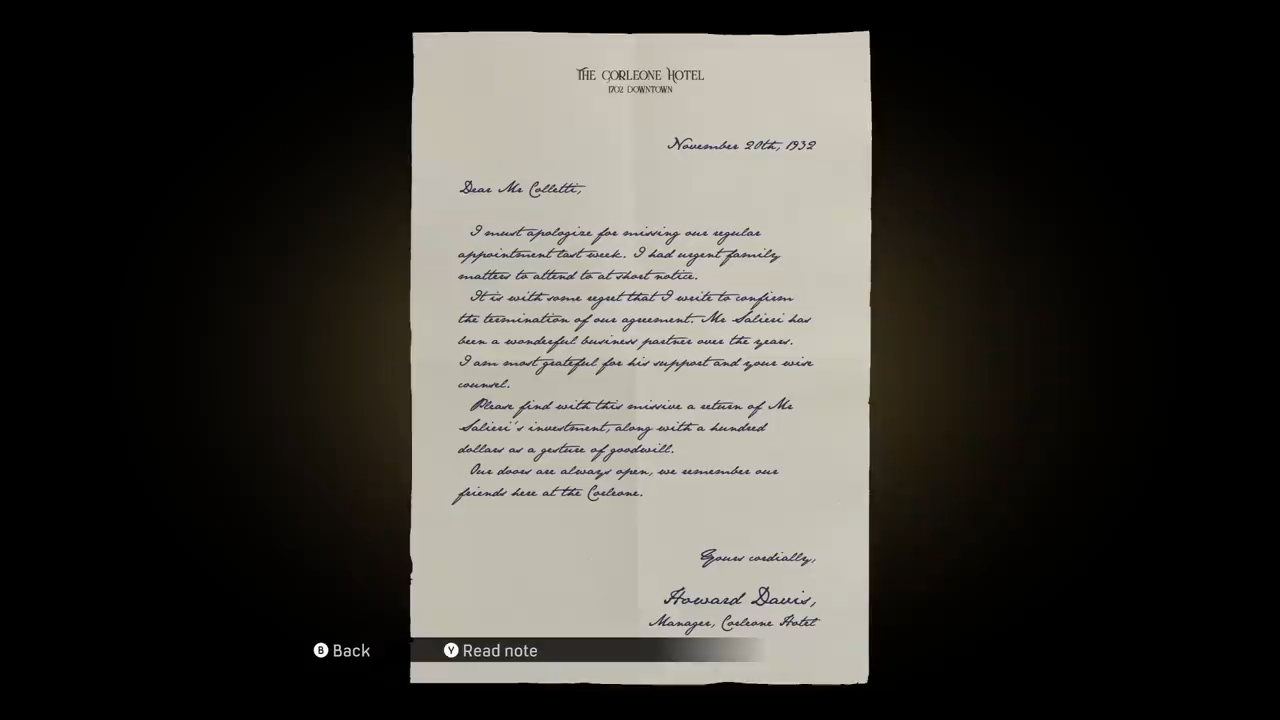 THE CORLEONE HOTEL
1702 DOWNTOWN
November 20th, 1932
Dear Mr Colletti,
I must apologize for missing our regular
appointment last week. I had urgent family
matters to attend to at short notice.
It is with some regret that I write to confirm
the termination of our agreement. Mr Salieri has
been a wonderful business partner over the years.
I am most grateful for his support and your wise
counsel.
Please find with this missive a return of Mr
Salieri's investment, along with a hundred
dollars as a gesture of goodwill.
Our doors are always open, we remember our
friends here at the Corleone.
Yours cordially,
Howard Davis,
Manager, Corleone Hotel
B Back Y Read note